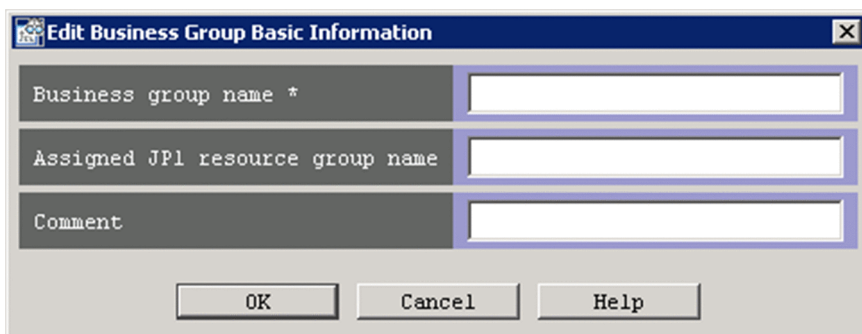 Edit Business Group Basic Information
Business group name *
Assigned JP1 resource group name
Comment
OK Cancel Help